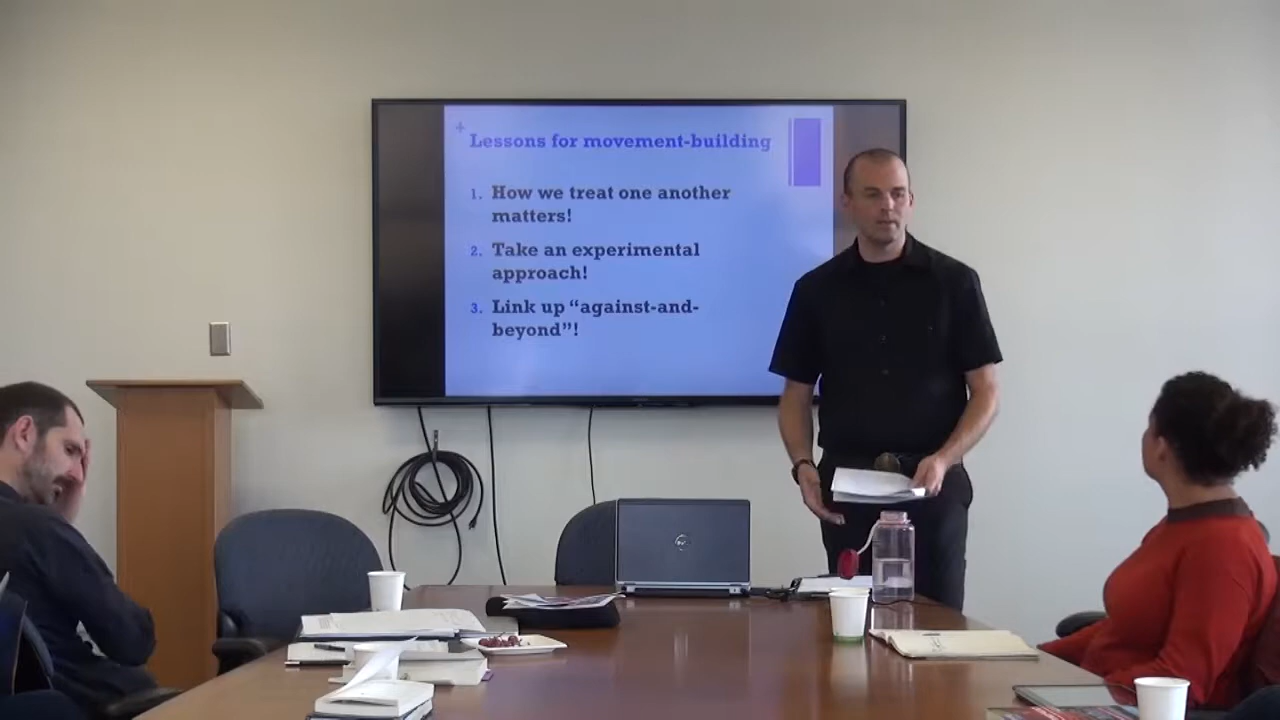 +
Lessons for movement-building
1. How we treat one another
matters!
2. Take an experimental
approach!
3. Link up “against-and-
beyond”!